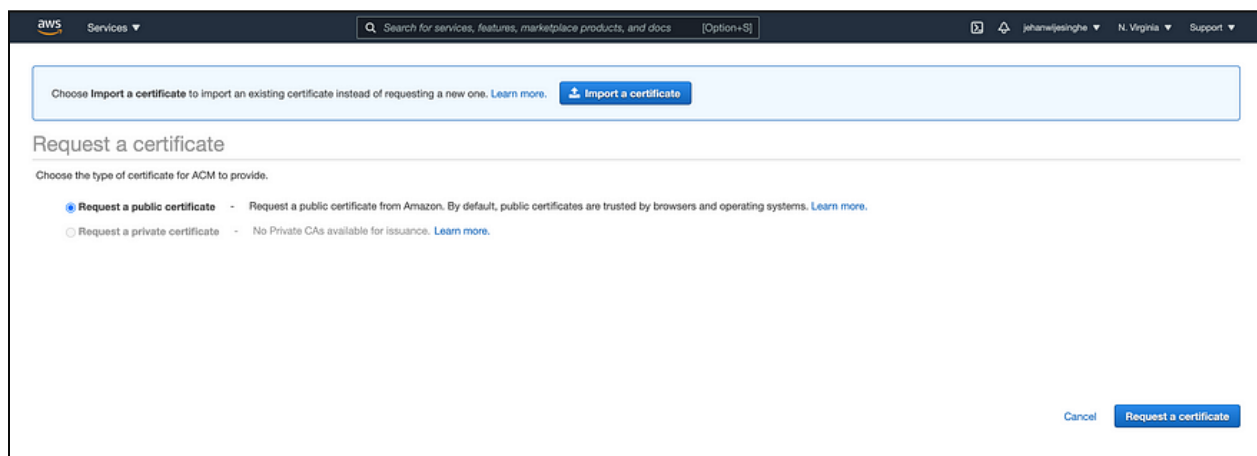 aws Services ▼ Search for services, features, marketplace products, and docs [Option+S] jehanwijesinghe ▼ N. Virginia ▼ Support ▼
Choose Import a certificate to import an existing certificate instead of requesting a new one. Learn more. Import a certificate
Request a certificate
Choose the type of certificate for ACM to provide.
Request a public certificate - Request a public certificate from Amazon. By default, public certificates are trusted by browsers and operating systems. Learn more.
Request a private certificate - No Private CAs available for issuance. Learn more.
Cancel Request a certificate